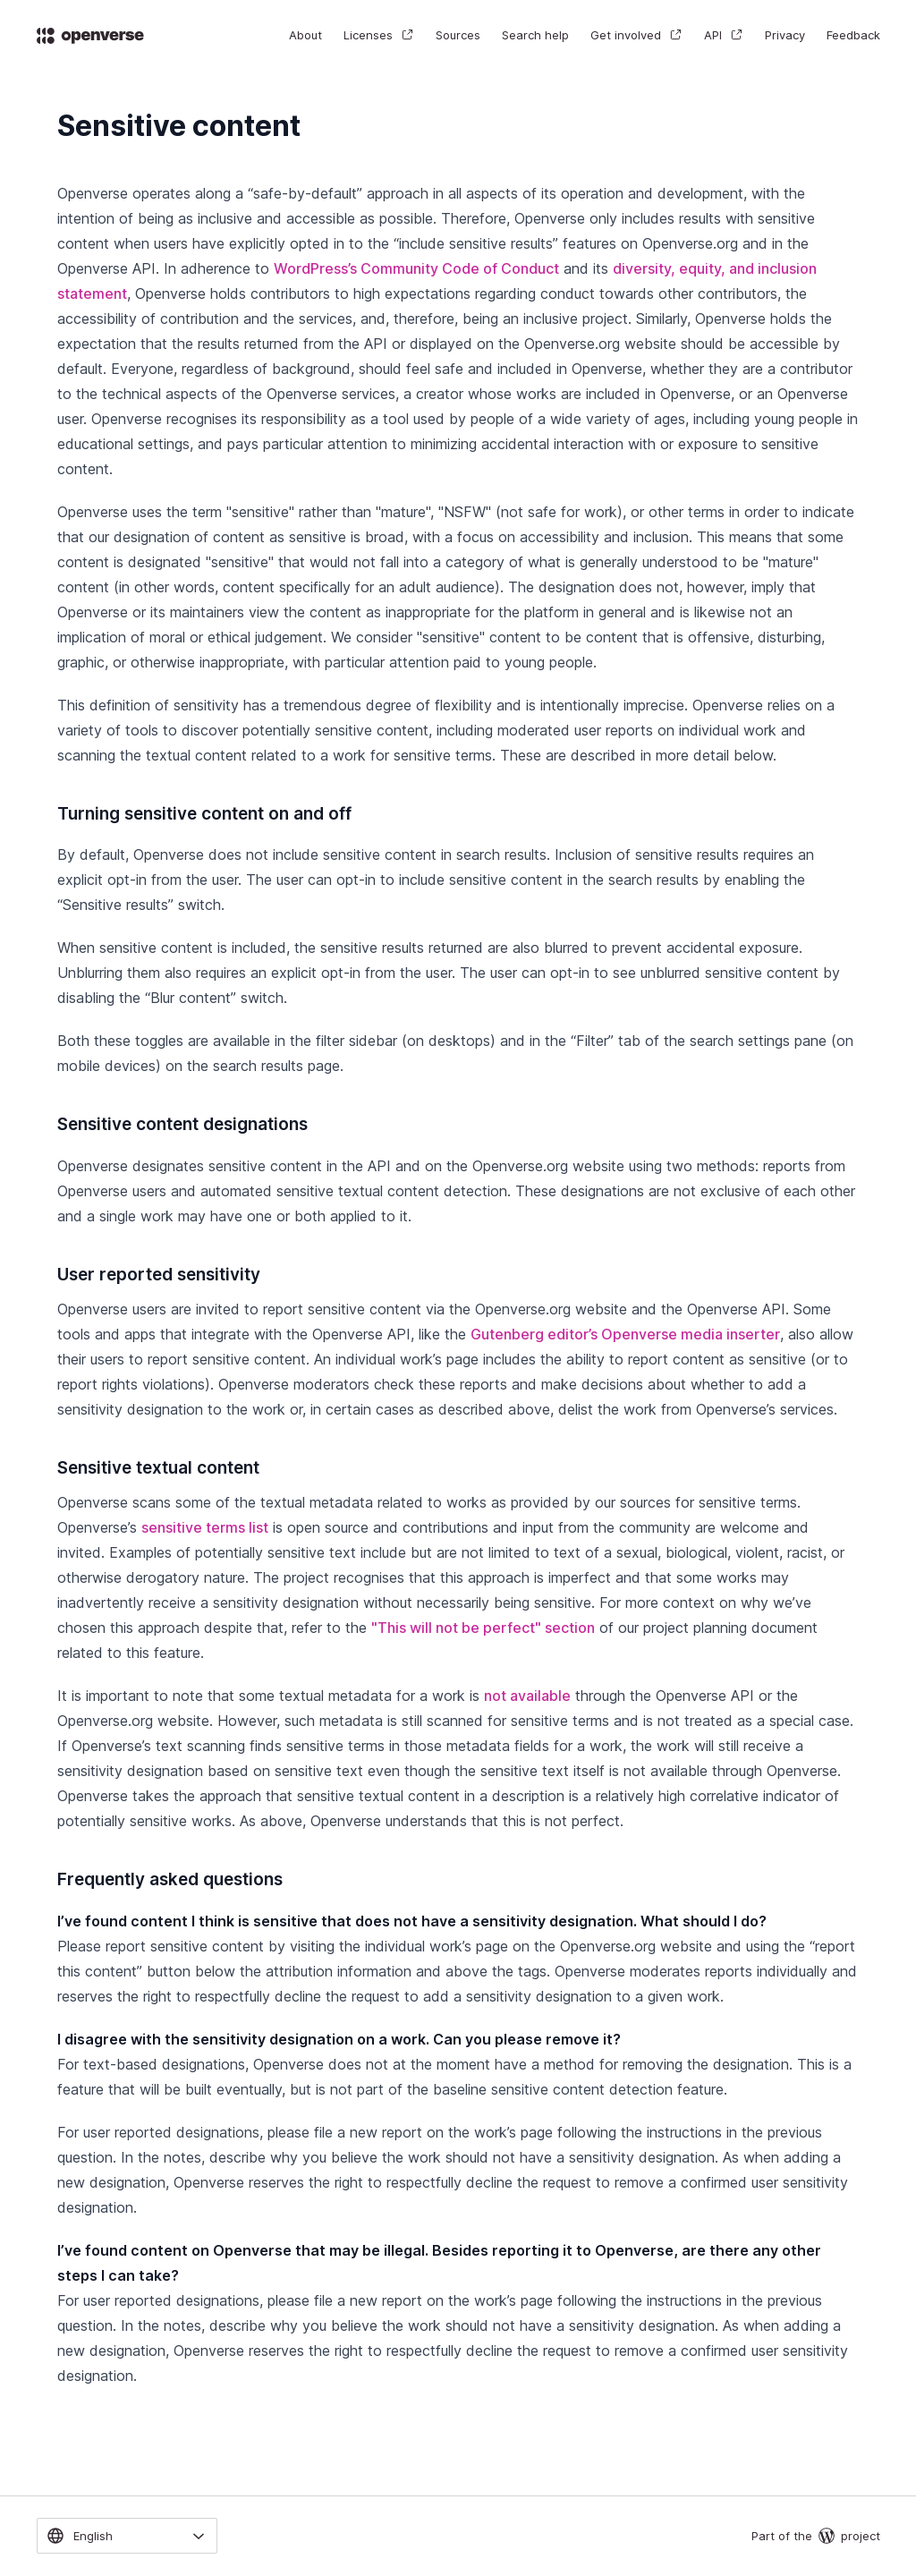 openverse
About Licenses Sources Search help Get involved API Privacy Feedback
Sensitive content
Openverse operates along a “safe-by-default” approach in all aspects of its operation and development, with the
intention of being as inclusive and accessible as possible. Therefore, Openverse only includes results with sensitive
content when users have explicitly opted in to the “include sensitive results” features on Openverse.org and in the
Openverse API. In adherence to WordPress’s Community Code of Conduct and its diversity, equity, and inclusion
statement, Openverse holds contributors to high expectations regarding conduct towards other contributors, the
accessibility of contribution and the services, and, therefore, being an inclusive project. Similarly, Openverse holds the
expectation that the results returned from the API or displayed on the Openverse.org website should be accessible by
default. Everyone, regardless of background, should feel safe and included in Openverse, whether they are a contributor
to the technical aspects of the Openverse services, a creator whose works are included in Openverse, or an Openverse
user. Openverse recognises its responsibility as a tool used by people of a wide variety of ages, including young people in
educational settings, and pays particular attention to minimizing accidental interaction with or exposure to sensitive
content.
Openverse uses the term "sensitive" rather than "mature", "NSFW" (not safe for work), or other terms in order to indicate
that our designation of content as sensitive is broad, with a focus on accessibility and inclusion. This means that some
content is designated "sensitive" that would not fall into a category of what is generally understood to be "mature"
content (in other words, content specifically for an adult audience). The designation does not, however, imply that
Openverse or its maintainers view the content as inappropriate for the platform in general and is likewise not an
implication of moral or ethical judgement. We consider "sensitive" content to be content that is offensive, disturbing,
graphic, or otherwise inappropriate, with particular attention paid to young people.
This definition of sensitivity has a tremendous degree of flexibility and is intentionally imprecise. Openverse relies on a
variety of tools to discover potentially sensitive content, including moderated user reports on individual work and
scanning the textual content related to a work for sensitive terms. These are described in more detail below.
Turning sensitive content on and off
By default, Openverse does not include sensitive content in search results. Inclusion of sensitive results requires an
explicit opt-in from the user. The user can opt-in to include sensitive content in the search results by enabling the
“Sensitive results” switch.
When sensitive content is included, the sensitive results returned are also blurred to prevent accidental exposure.
Unblurring them also requires an explicit opt-in from the user. The user can opt-in to see unblurred sensitive content by
disabling the “Blur content” switch.
Both these toggles are available in the filter sidebar (on desktops) and in the “Filter” tab of the search settings pane (on
mobile devices) on the search results page.
Sensitive content designations
Openverse designates sensitive content in the API and on the Openverse.org website using two methods: reports from
Openverse users and automated sensitive textual content detection. These designations are not exclusive of each other
and a single work may have one or both applied to it.
User reported sensitivity
Openverse users are invited to report sensitive content via the Openverse.org website and the Openverse API. Some
tools and apps that integrate with the Openverse API, like the Gutenberg editor’s Openverse media inserter, also allow
their users to report sensitive content. An individual work’s page includes the ability to report content as sensitive (or to
report rights violations). Openverse moderators check these reports and make decisions about whether to add a
sensitivity designation to the work or, in certain cases as described above, delist the work from Openverse’s services.
Sensitive textual content
Openverse scans some of the textual metadata related to works as provided by our sources for sensitive terms.
Openverse’s sensitive terms list is open source and contributions and input from the community are welcome and
invited. Examples of potentially sensitive text include but are not limited to text of a sexual, biological, violent, racist, or
otherwise derogatory nature. The project recognises that this approach is imperfect and that some works may
inadvertently receive a sensitivity designation without necessarily being sensitive. For more context on why we’ve
chosen this approach despite that, refer to the "This will not be perfect" section of our project planning document
related to this feature.
It is important to note that some textual metadata for a work is not available through the Openverse API or the
Openverse.org website. However, such metadata is still scanned for sensitive terms and is not treated as a special case.
If Openverse’s text scanning finds sensitive terms in those metadata fields for a work, the work will still receive a
sensitivity designation based on sensitive text even though the sensitive text itself is not available through Openverse.
Openverse takes the approach that sensitive textual content in a description is a relatively high correlative indicator of
potentially sensitive works. As above, Openverse understands that this is not perfect.
Frequently asked questions
I’ve found content I think is sensitive that does not have a sensitivity designation. What should I do?
Please report sensitive content by visiting the individual work’s page on the Openverse.org website and using the “report
this content” button below the attribution information and above the tags. Openverse moderates reports individually and
reserves the right to respectfully decline the request to add a sensitivity designation to a given work.
I disagree with the sensitivity designation on a work. Can you please remove it?
For text-based designations, Openverse does not at the moment have a method for removing the designation. This is a
feature that will be built eventually, but is not part of the baseline sensitive content detection feature.
For user reported designations, please file a new report on the work’s page following the instructions in the previous
question. In the notes, describe why you believe the work should not have a sensitivity designation. As when adding a
new designation, Openverse reserves the right to respectfully decline the request to remove a confirmed user sensitivity
designation.
I’ve found content on Openverse that may be illegal. Besides reporting it to Openverse, are there any other
steps I can take?
For user reported designations, please file a new report on the work’s page following the instructions in the previous
question. In the notes, describe why you believe the work should not have a sensitivity designation. As when adding a
new designation, Openverse reserves the right to respectfully decline the request to remove a confirmed user sensitivity
designation.
English
Part of the project